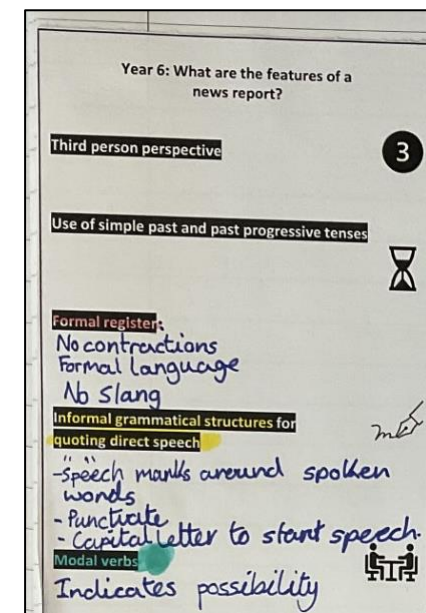 Year 6: What are the features of a
news report?
Third person perspective
3
Use of simple past and past progressive tenses
Formal register:
No contractions
Formal language
No slang
Informal grammatical structures for
quoting direct speech
" "
-Speech marks around spoken
words
- Punctuate
- Capital letter to start speech.
Modal verbs
Indicates possibility